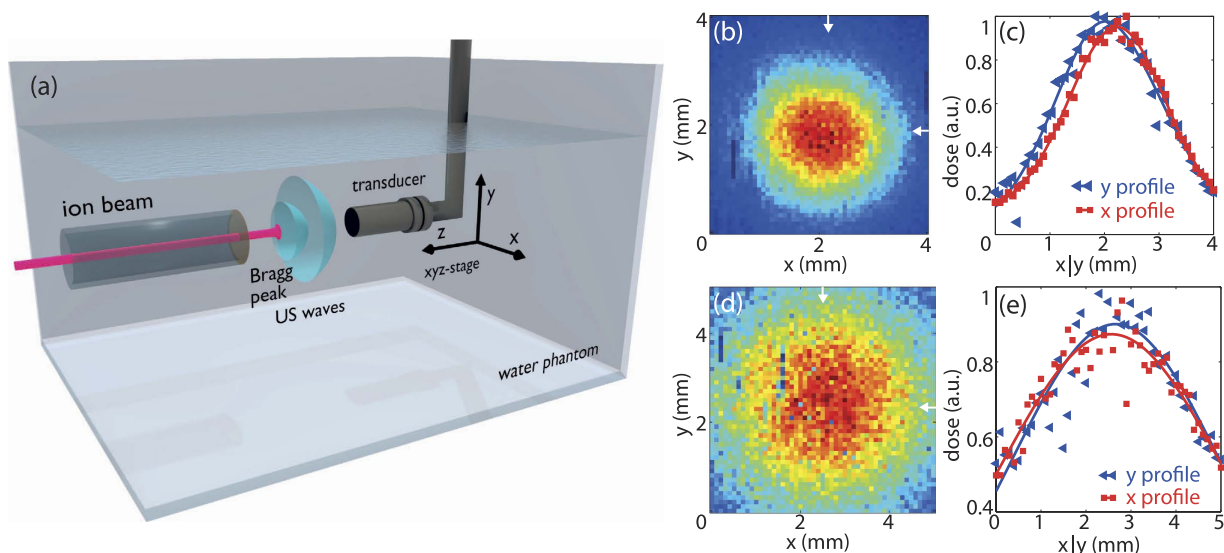 (a)
ion beam
Bragg
peak
US waves
transducer
y
z
x
xyz-stage
water phantom
(b)
4
2
0
2
4
y (mm)
x (mm)
(c)
1
0.8
0.6
0.4
0.2
0
1
2
3
4
dose (a.u.)
y profile
x profile
x|y (mm)
(d)
4
2
0
2
4
y (mm)
x (mm)
(e)
1
0.8
0.6
0.4
0
1
2
3
4
5
dose (a.u.)
y profile
x profile
x|y (mm)